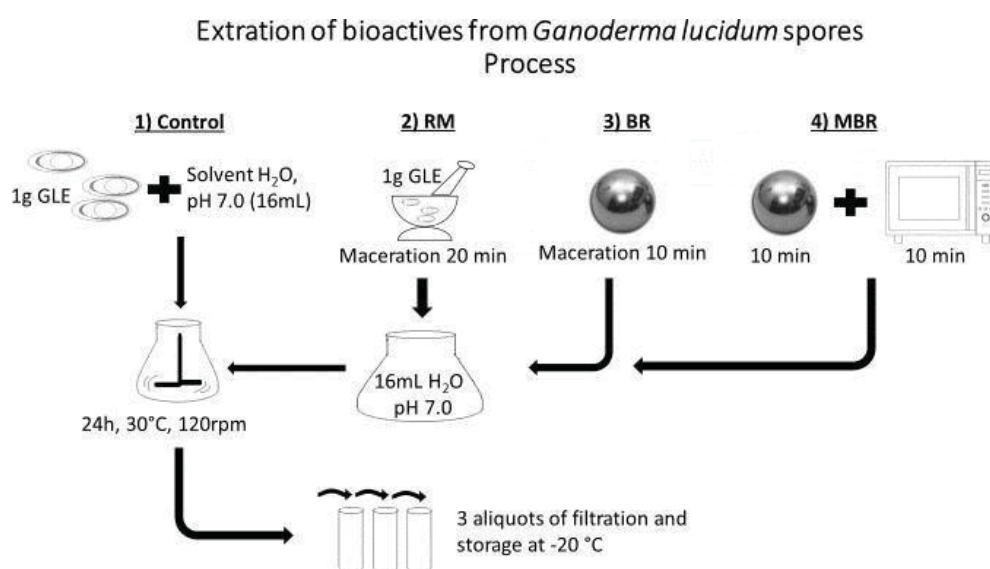 Extration of bioactives from Ganoderma lucidum spores
Process
1) Control
1g GLE
Solvent H₂O,
pH 7.0 (16mL)
2) RM
1g GLE
Maceration 20 min
3) BR
Maceration 10 min
4) MBR
10 min
10 min
16mL H₂O
pH 7.0
24h, 30°C, 120rpm
3 aliquots of filtration and
storage at -20 °C